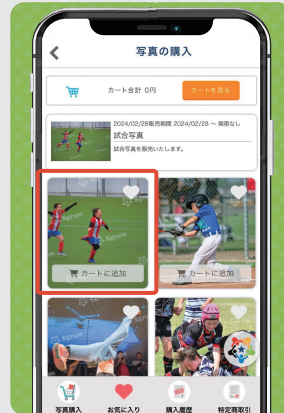 写真の購入
カート合計 0円
カートを見る
2024/02/28販売期間 2024/02/28 ～ 期限なし
試合写真
試合写真を販売いたします。
カートに追加
カートに追加
写真購入
お気に入り
購入履歴
特定商取引